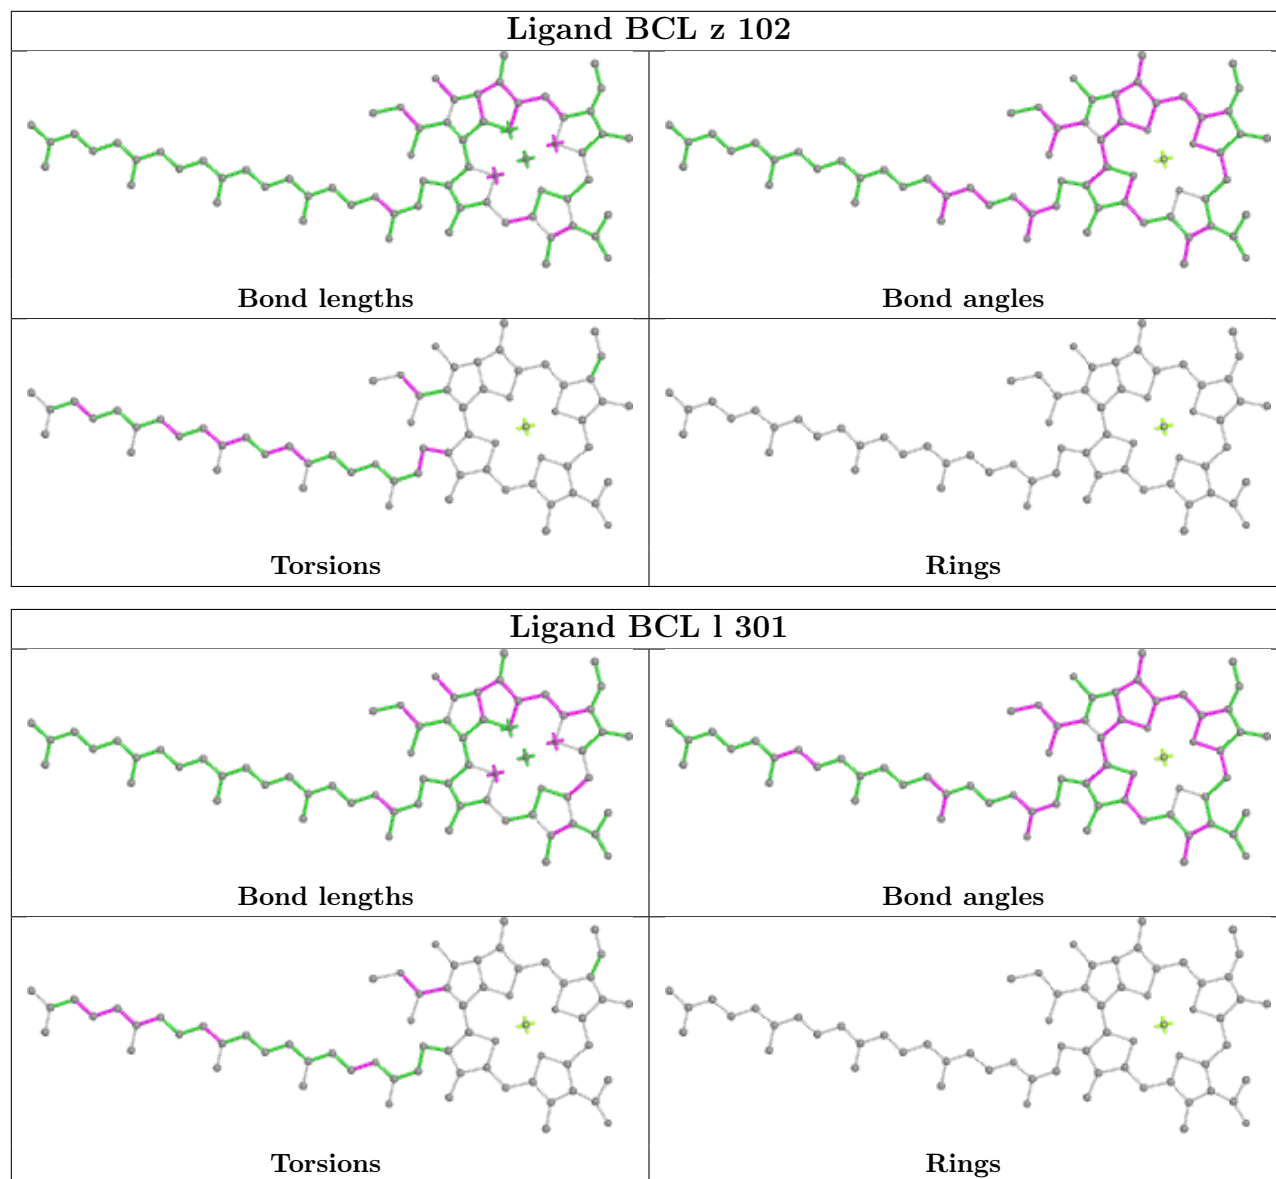 Ligand BCL z 102
Bond lengths
Bond angles
Torsions
Rings
Ligand BCL l 301
Bond lengths
Bond angles
Torsions
Rings